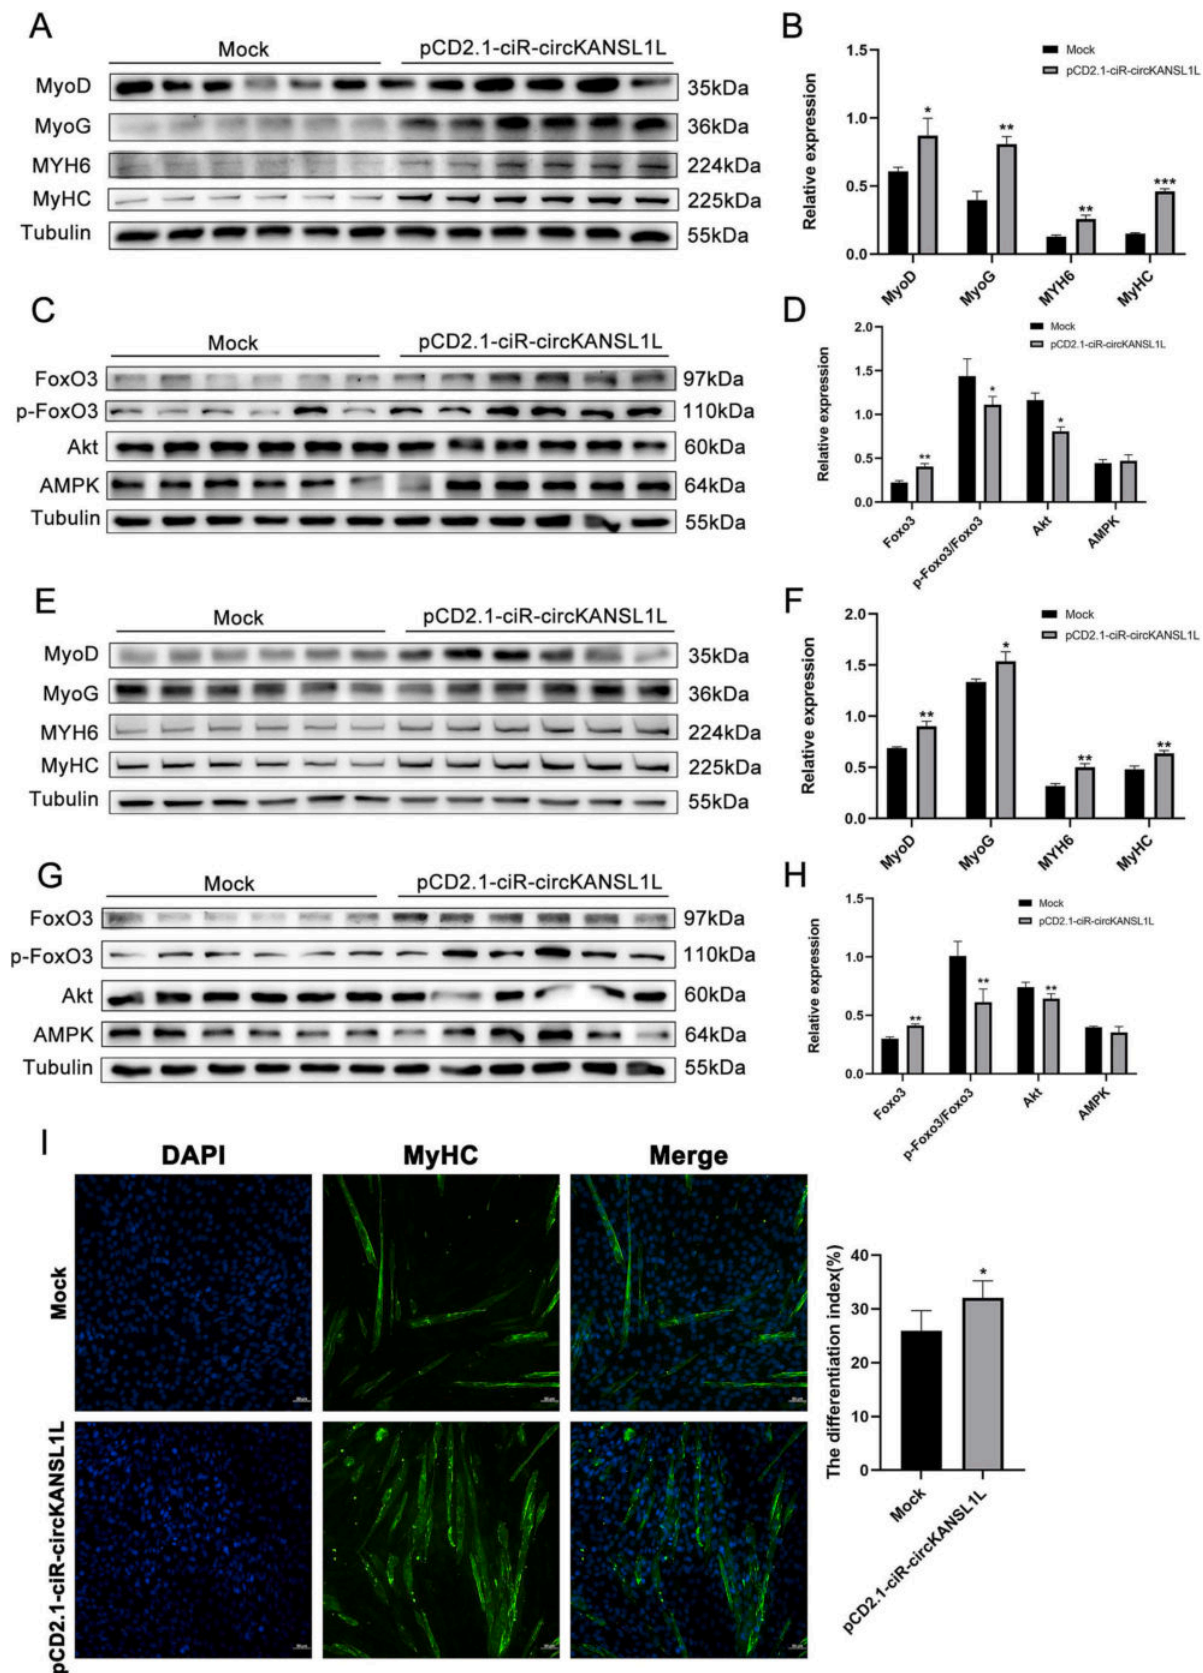 A
Mock pCD2.1-ciR-circKANSL1L
MyoD 35kDa
MyoG 36kDa
MYH6 224kDa
MyHC 225kDa
Tubulin 55kDa
B
Mock
pCD2.1-ciR-circKANSL1L
Relative expression
1.5
1.0
0.5
0.0
* ** ** ***
MyoD MyoG MYH6 MyHC
C
Mock pCD2.1-ciR-circKANSL1L
FoxO3 97kDa
p-FoxO3 110kDa
Akt 60kDa
AMPK 64kDa
Tubulin 55kDa
D
Mock
pCD2.1-ciR-circKANSL1L
Relative expression
2.0
1.5
1.0
0.5
0.0
** * *
Foxo3 p-Foxo3/Foxo3 Akt AMPK
E
Mock pCD2.1-ciR-circKANSL1L
MyoD 35kDa
MyoG 36kDa
MYH6 224kDa
MyHC 225kDa
Tubulin 55kDa
F
Mock
pCD2.1-ciR-circKANSL1L
Relative expression
2.0
1.5
1.0
0.5
0.0
** * ** **
MyoD MyoG MYH6 MyHC
G
Mock pCD2.1-ciR-circKANSL1L
FoxO3 97kDa
p-FoxO3 110kDa
Akt 60kDa
AMPK 64kDa
Tubulin 55kDa
H
Mock
pCD2.1-ciR-circKANSL1L
Relative expression
1.5
1.0
0.5
0.0
** ** **
Foxo3 p-Foxo3/Foxo3 Akt AMPK
I
DAPI MyHC Merge
Mock
pCD2.1-ciR-circKANSL1L
The differentiation index(%)
40
30
20
10
0
*
Mock pCD2.1-ciR-circKANSL1L